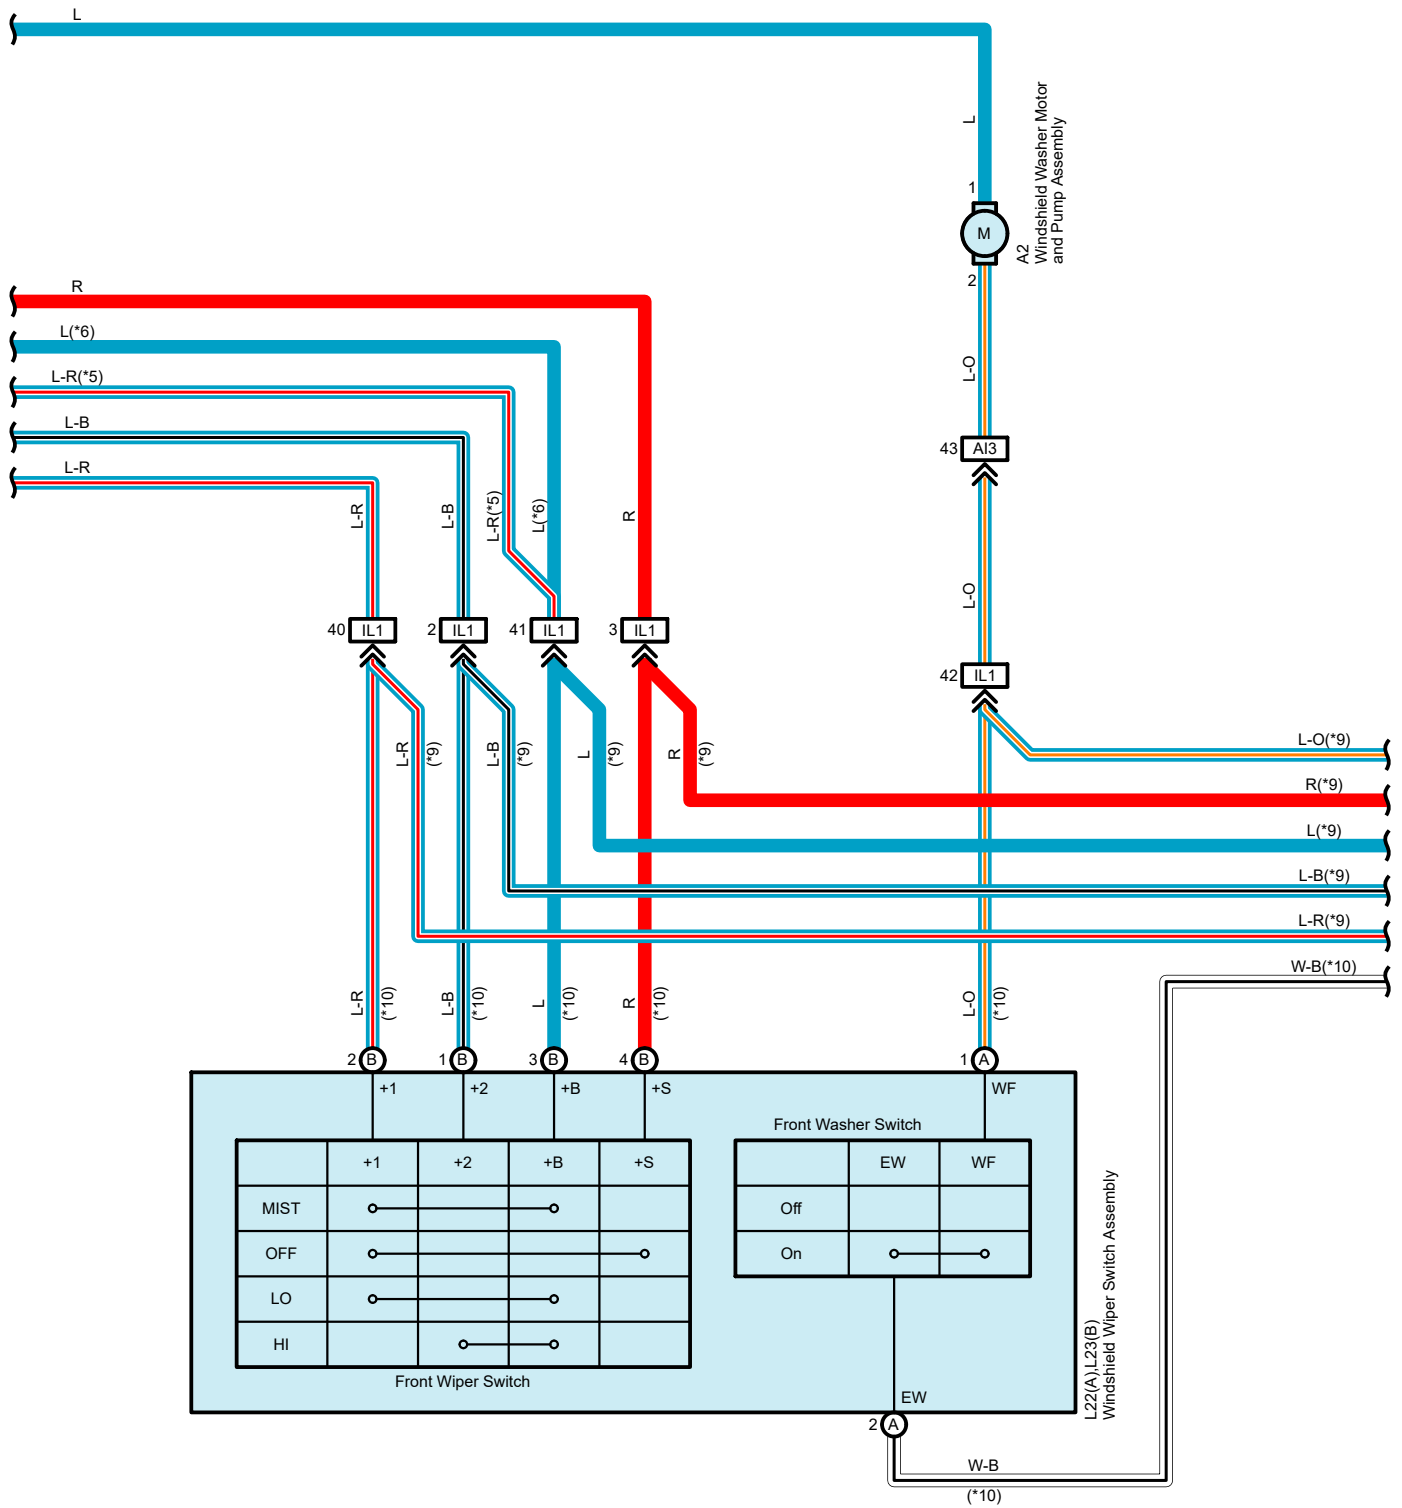 L
L
1
M
2
A2
Windshield Washer Motor
and Pump Assembly
R
L(*6)
L-R(*5)
L-B
L-R
L-O
43 AI3
L-R
L-B
L-R(*5)
L(*6)
R
L-O
40 IL1
2 IL1
41 IL1
3 IL1
42 IL1
L-R
(*9)
L-B
(*9)
L
(*9)
R
(*9)
L-O(*9)
R(*9)
L(*9)
L-B(*9)
L-R(*9)
W-B(*10)
L-R
(*10)
L-B
(*10)
L
(*10)
R
(*10)
L-O
(*10)
2 B
1 B
3 B
4 B
1 A
+1
+2
+B
+S
WF
Front Washer Switch
+1 +2 +B +S
MIST
OFF
LO
HI
Front Wiper Switch
EW WF
Off
On
EW
2 A
L22(A),L23(B)
Windshield Wiper Switch Assembly
W-B
(*10)